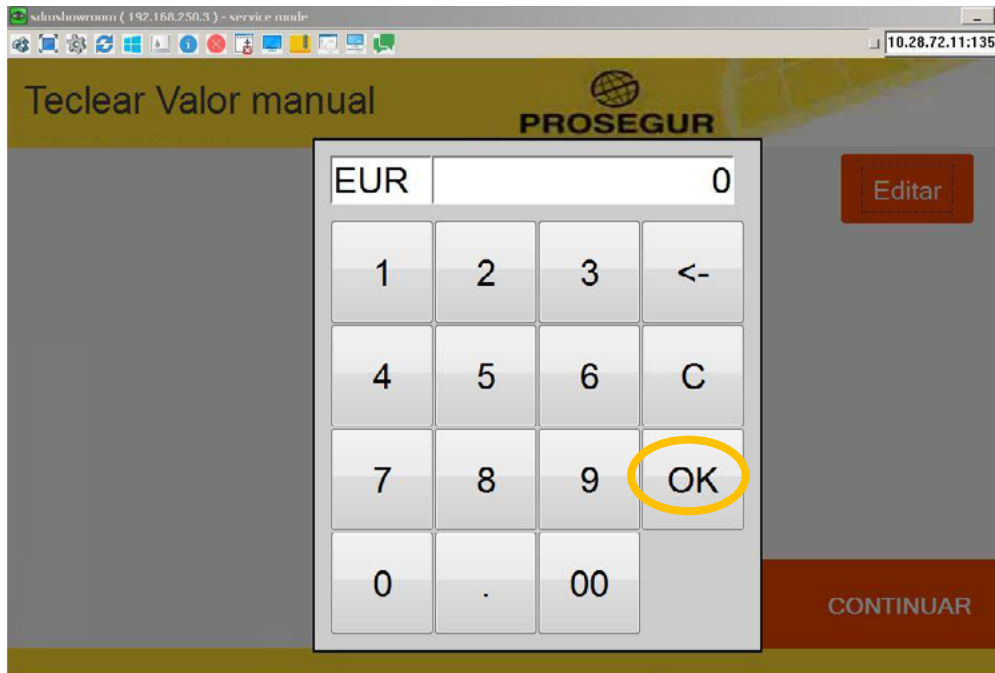 sdmshowroom ( 192.168.250.3 ) - service mode
10.28.72.11:135
Teclear Valor manual
PROSEGUR
EUR 0
Editar
1 2 3 <-
4 5 6 C
7 8 9 OK
0 . 00
CONTINUAR